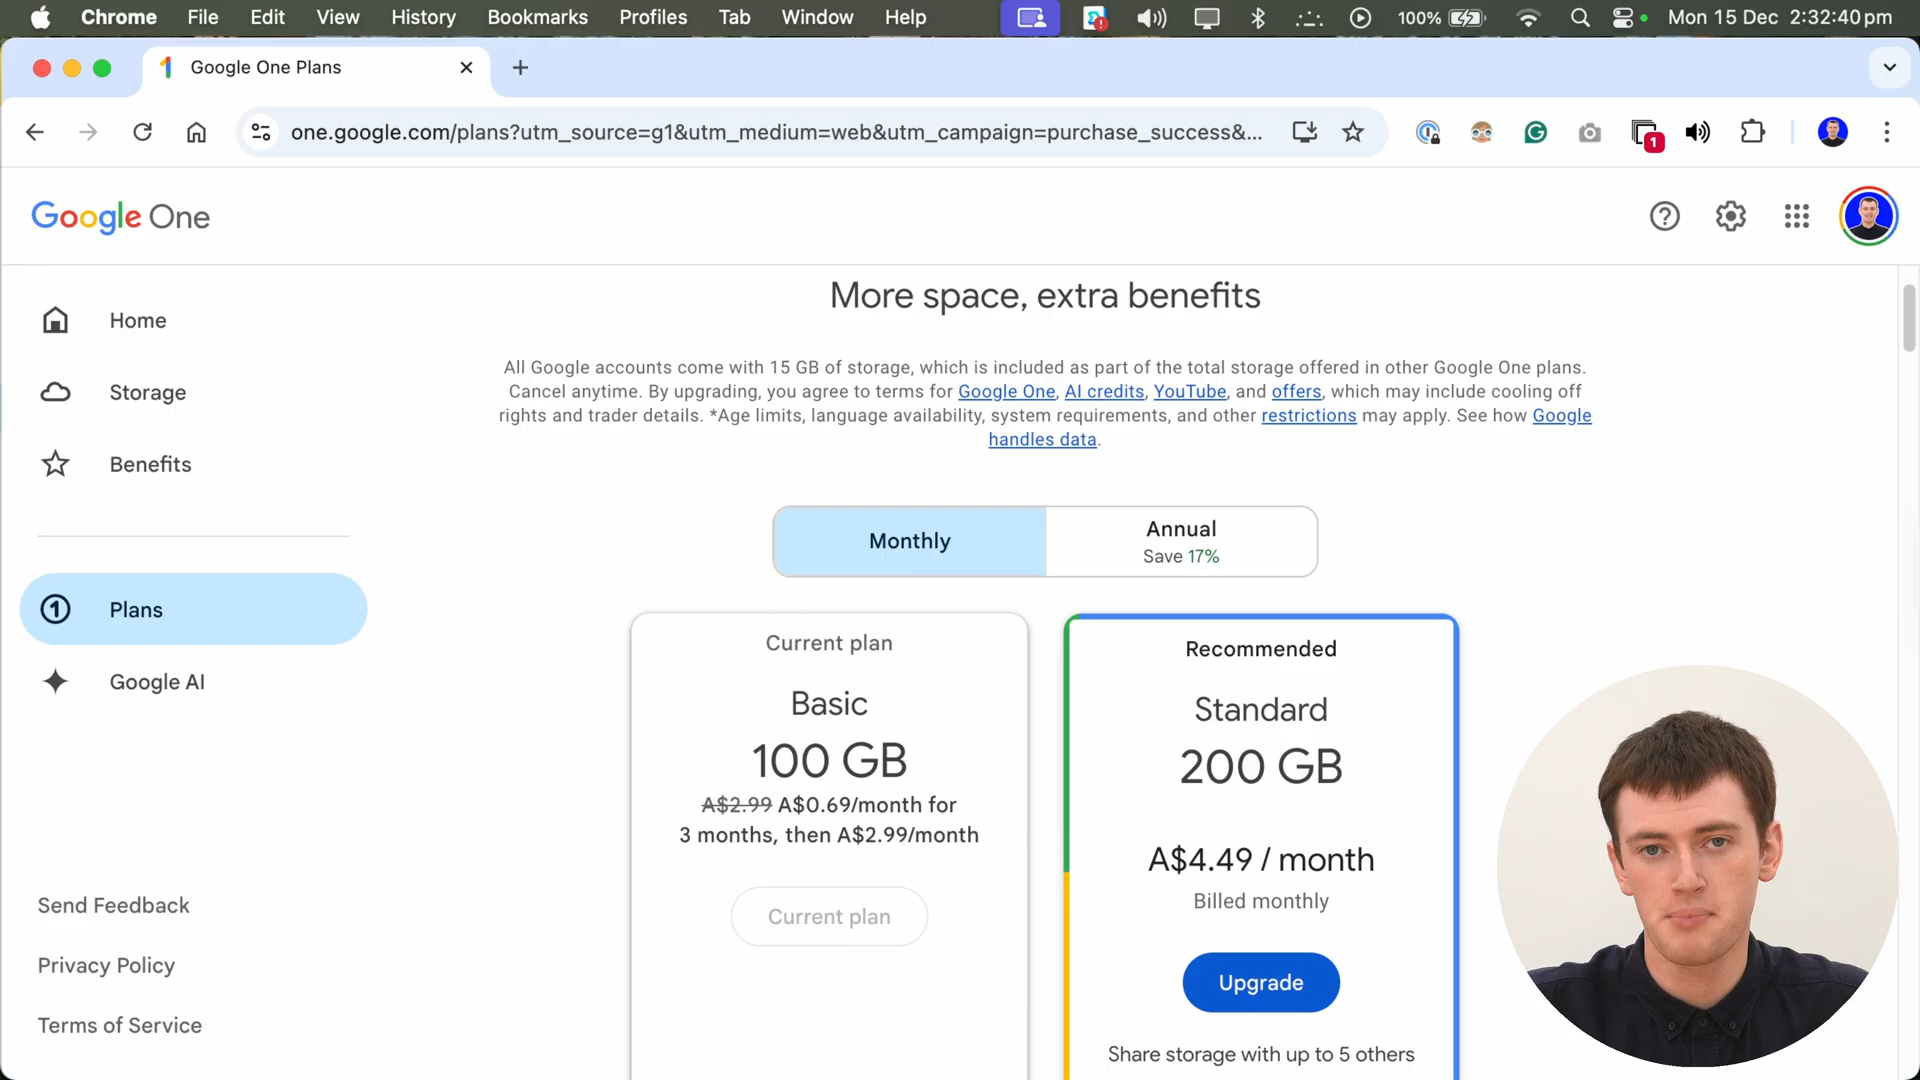 Chrome File Edit View History Bookmarks Profiles Tab Window Help 100% Mon 15 Dec 2:32:40 pm
Google One Plans
one.google.com/plans?utm_source=g1&utm_medium=web&utm_campaign=purchase_success&...
1
Google One
Home
Storage
Benefits
Plans
Google AI
Send Feedback
Privacy Policy
Terms of Service
More space, extra benefits
All Google accounts come with 15 GB of storage, which is included as part of the total storage offered in other Google One plans.
Cancel anytime. By upgrading, you agree to terms for Google One, AI credits, YouTube, and offers, which may include cooling off
rights and trader details. *Age limits, language availability, system requirements, and other restrictions may apply. See how Google
handles data.
Monthly
Annual
Save 17%
Current plan
Basic
100 GB
A$2.99 A$0.69/month for
3 months, then A$2.99/month
Current plan
Recommended
Standard
200 GB
A$4.49 / month
Billed monthly
Upgrade
Share storage with up to 5 others